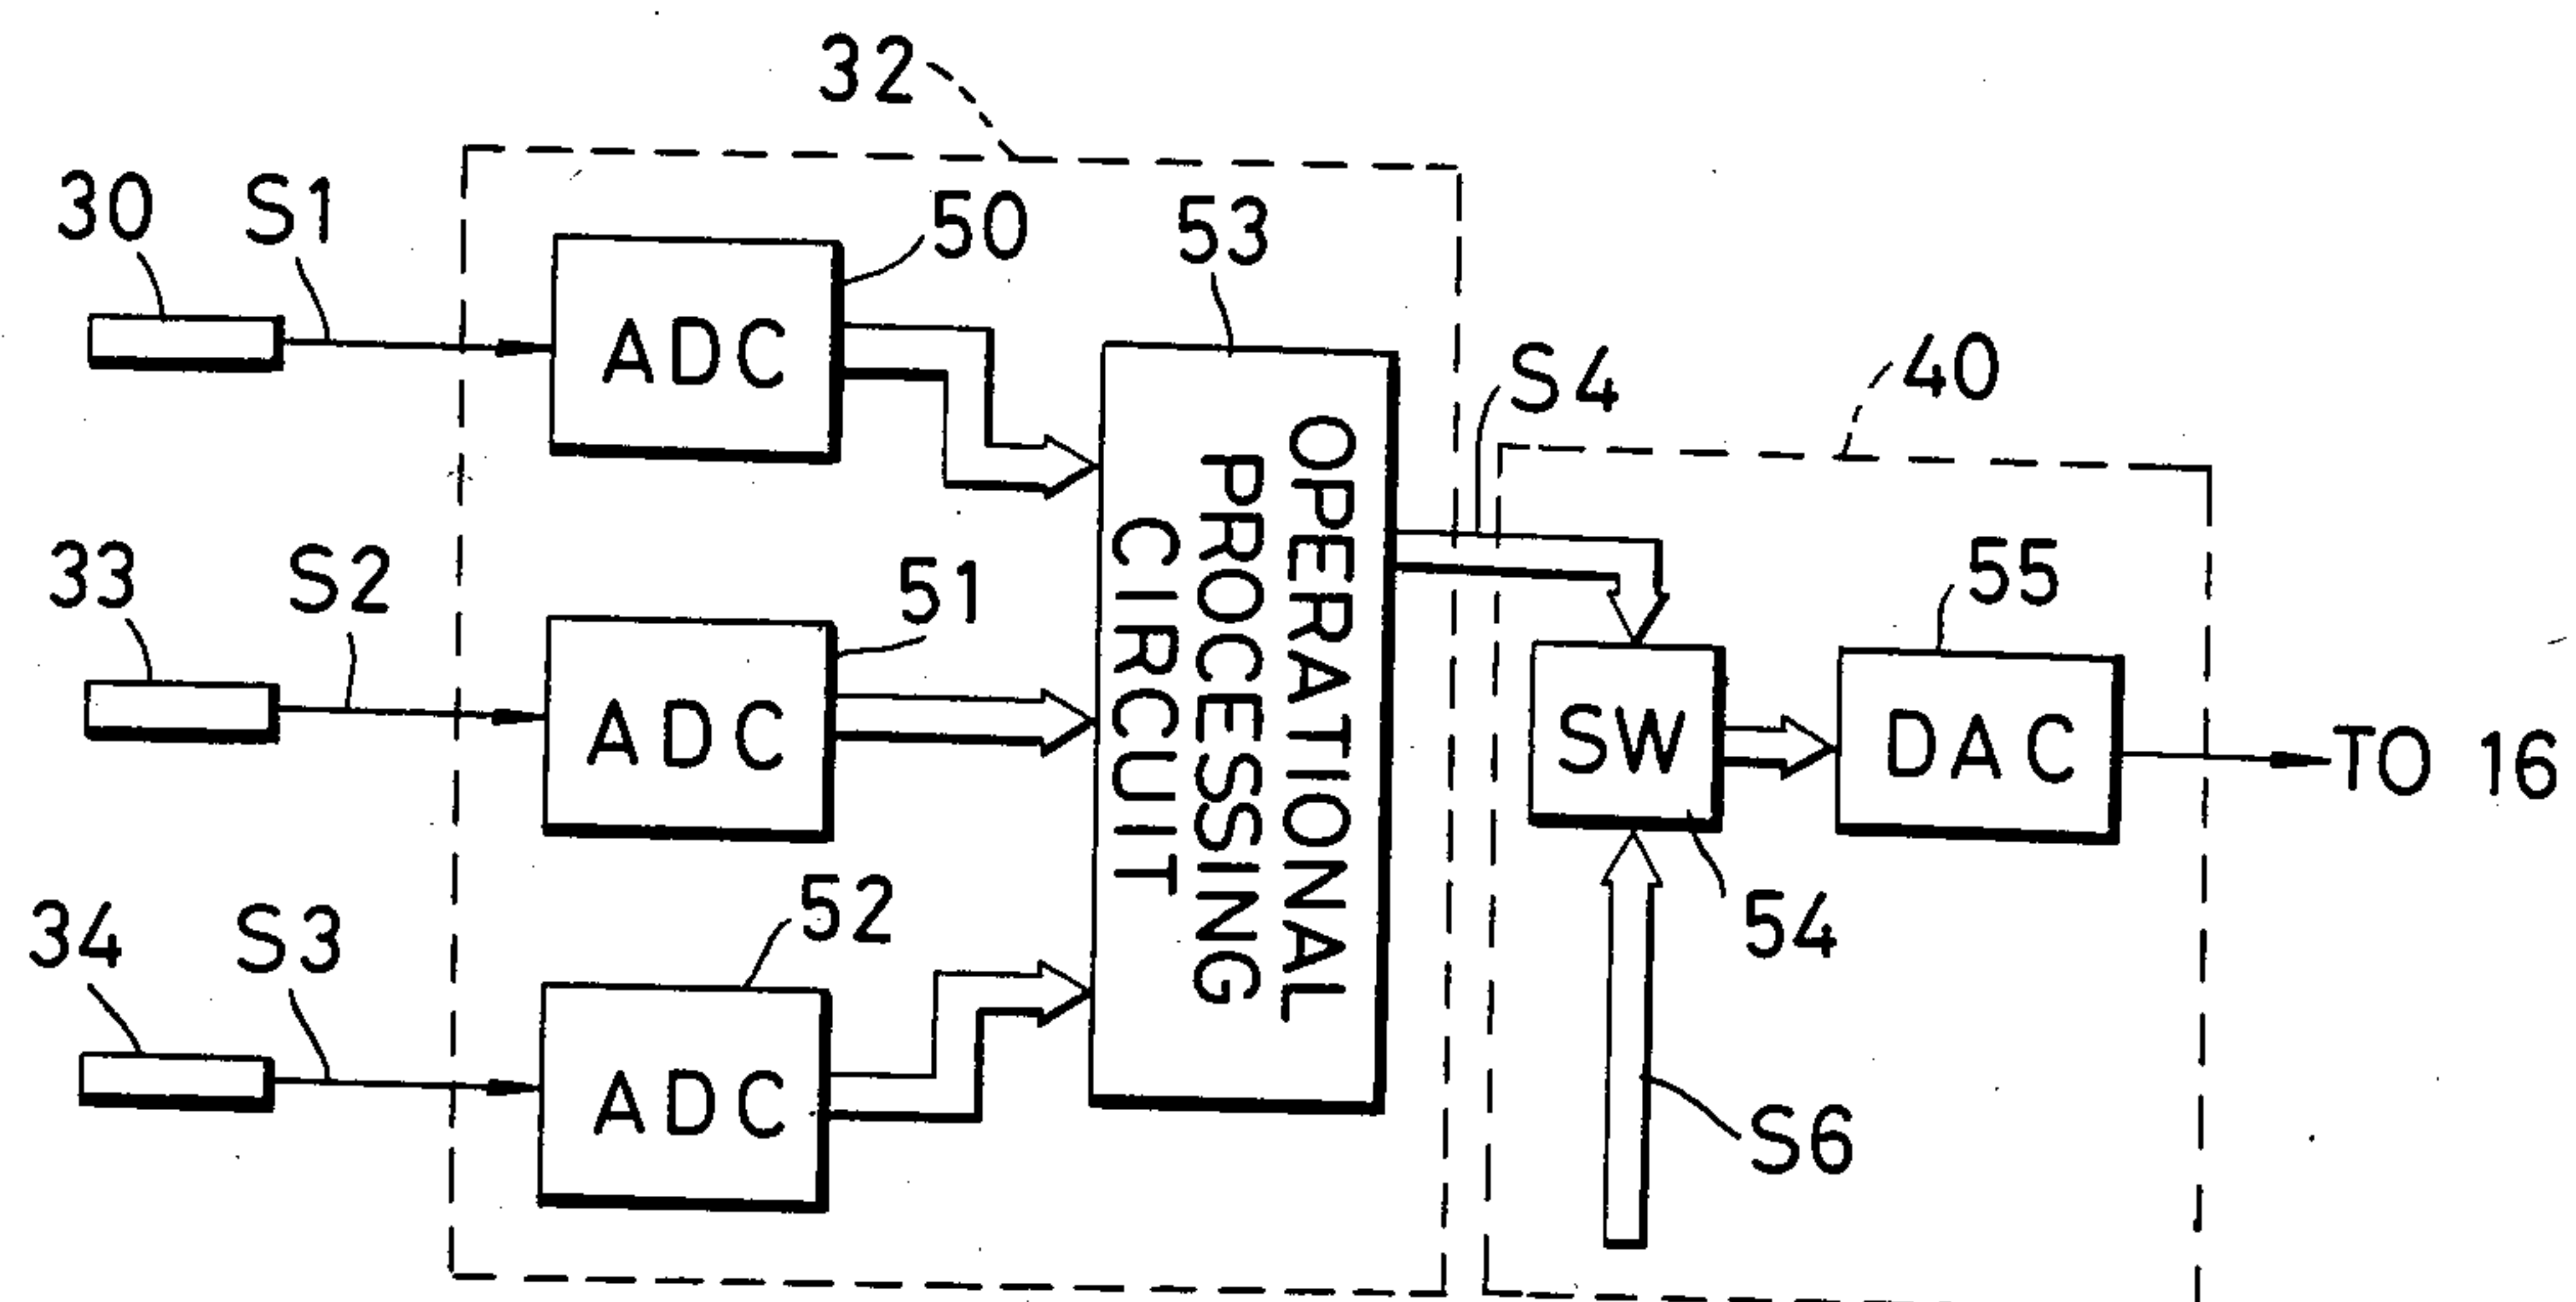 32
30
S1
50
53
ADC
S4
40
OPERATIONAL
PROCESSING
CIRCUIT
33
S2
51
55
ADC
SW
DAC
TO 16
34
S3
52
54
ADC
S6